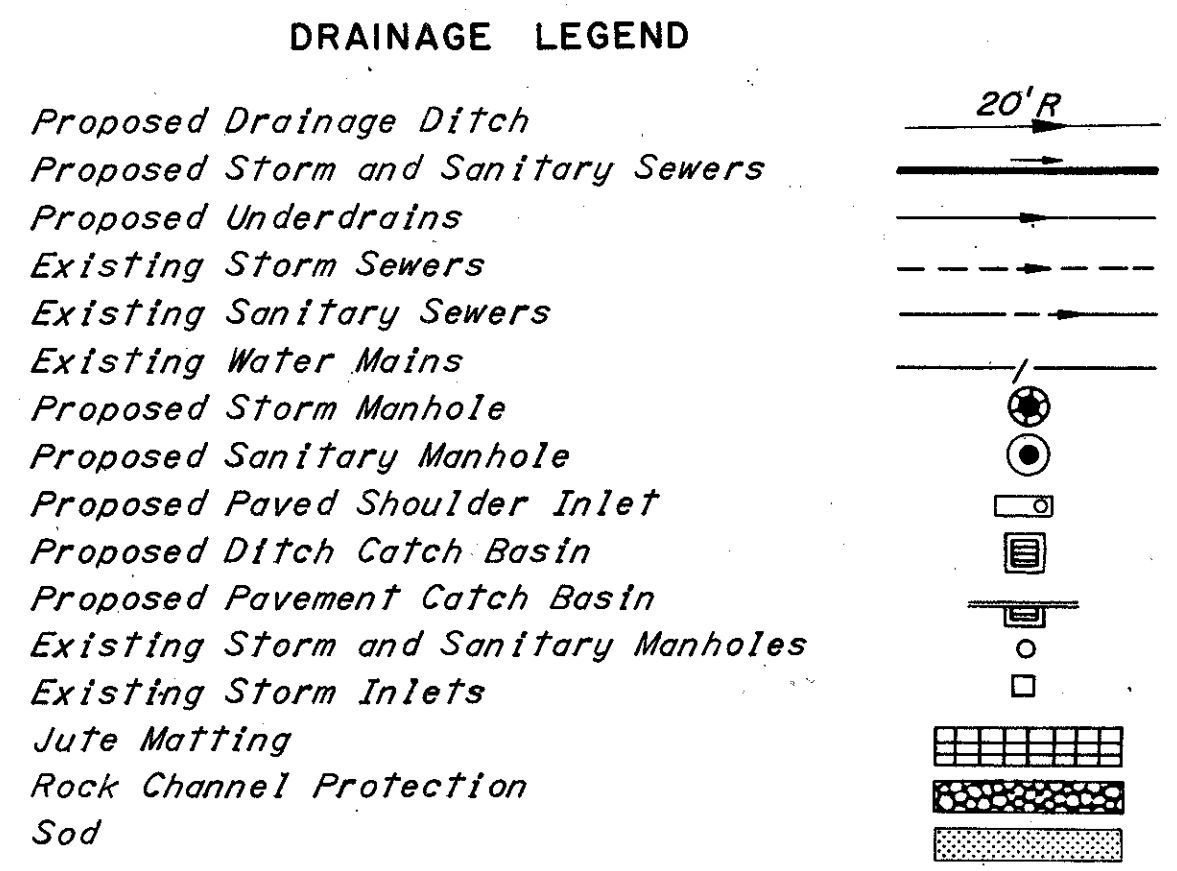 DRAINAGE LEGEND
Proposed Drainage Ditch 20'R
Proposed Storm and Sanitary Sewers
Proposed Underdrains
Existing Storm Sewers
Existing Sanitary Sewers
Existing Water Mains
Proposed Storm Manhole
Proposed Sanitary Manhole
Proposed Paved Shoulder Inlet
Proposed Ditch Catch Basin
Proposed Pavement Catch Basin
Existing Storm and Sanitary Manholes
Existing Storm Inlets
Jute Matting
Rock Channel Protection
Sod